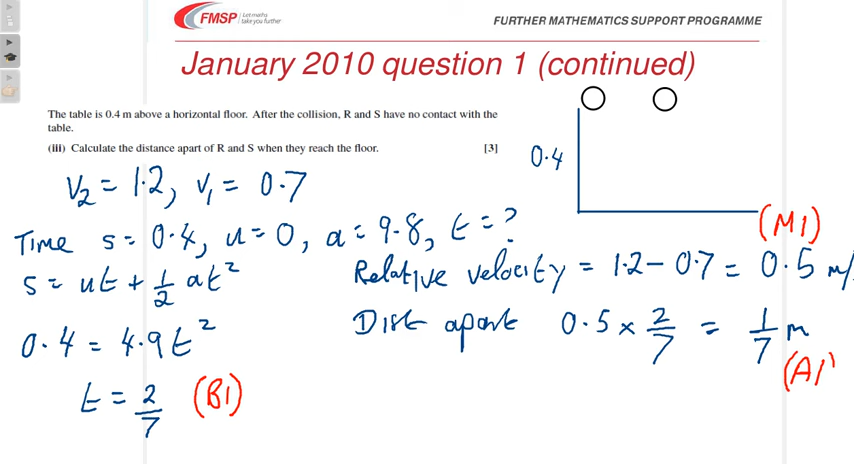 FMSP Let maths take you further
FURTHER MATHEMATICS SUPPORT PROGRAMME
January 2010 question 1 (continued)
The table is 0.4 m above a horizontal floor. After the collision, R and S have no contact with the
table.
(iii) Calculate the distance apart of R and S when they reach the floor. [3]
0.4
V₂ = 1.2, V₁ = 0.7
Time s = 0.4, u = 0, a = 9.8, t = ?
(M1)
s = ut + 1/2 at²
Relative velocity = 1.2 - 0.7 = 0.5 m/
0.4 = 4.9t²
Dist apart 0.5 × 2/7 = 1/7 m
(A1)
t = 2/7 (B1)